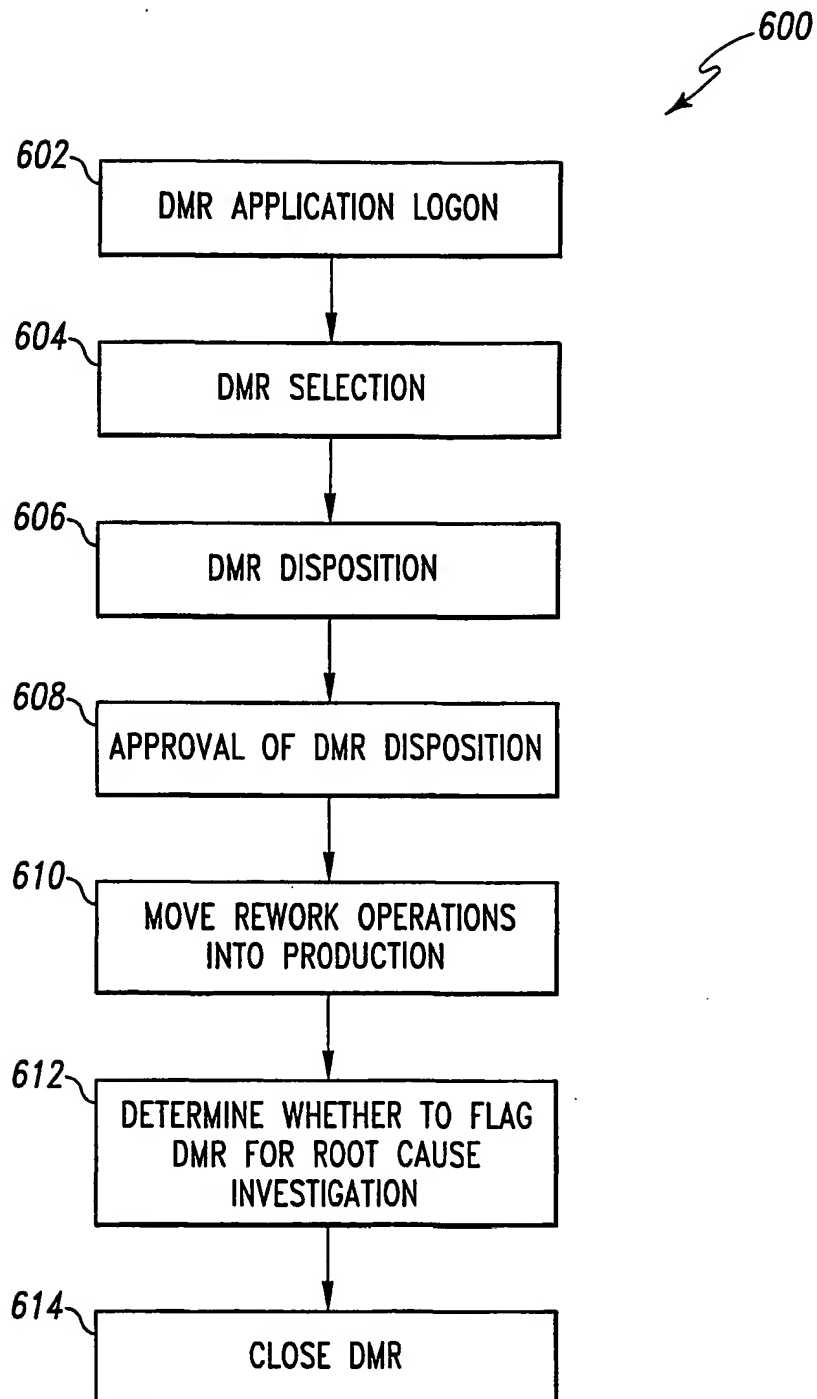 600
602
DMR APPLICATION LOGON
604
DMR SELECTION
606
DMR DISPOSITION
608
APPROVAL OF DMR DISPOSITION
610
MOVE REWORK OPERATIONS
INTO PRODUCTION
612
DETERMINE WHETHER TO FLAG
DMR FOR ROOT CAUSE
INVESTIGATION
614
CLOSE DMR